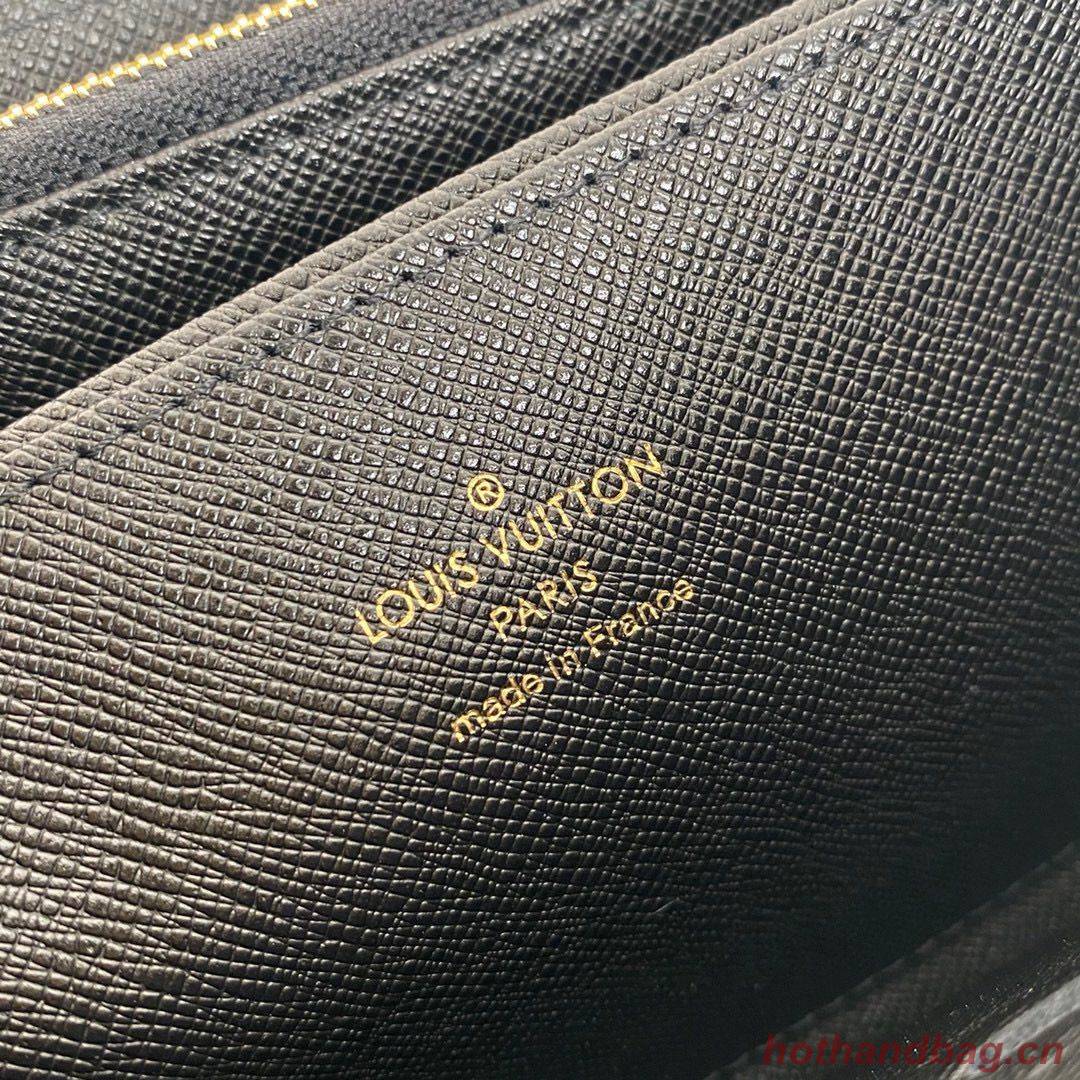 ®
LOUIS VUITTON
PARIS
made in France
hothandbag.cn